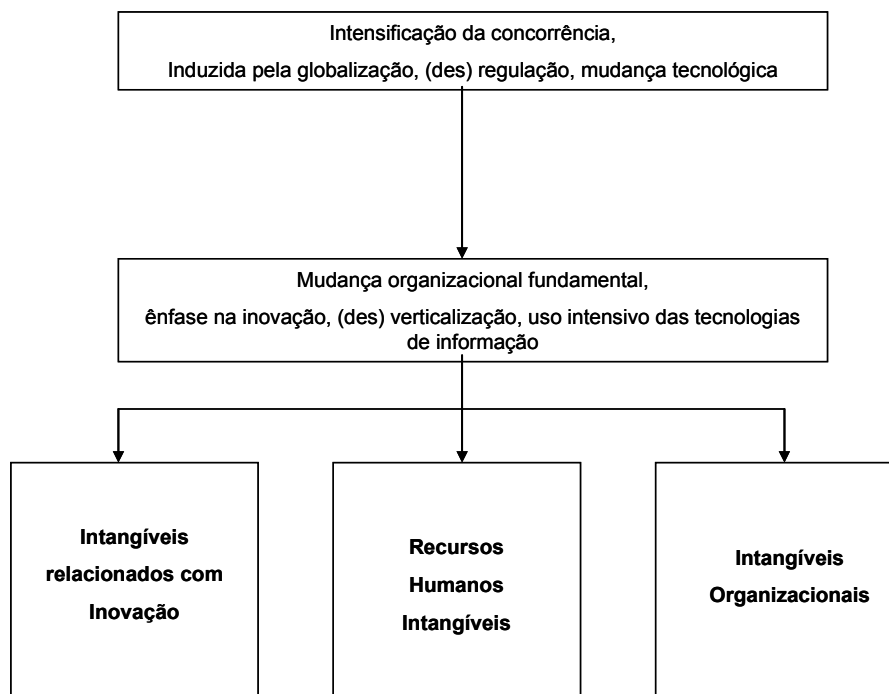 Intensificação da concorrência,
Induzida pela globalização, (des) regulação, mudança tecnológica
Mudança organizacional fundamental,
ênfase na inovação, (des) verticalização, uso intensivo das tecnologias
de informação
Intangíveis
relacionados com
Inovação
Recursos
Humanos
Intangíveis
Intangíveis
Organizacionais